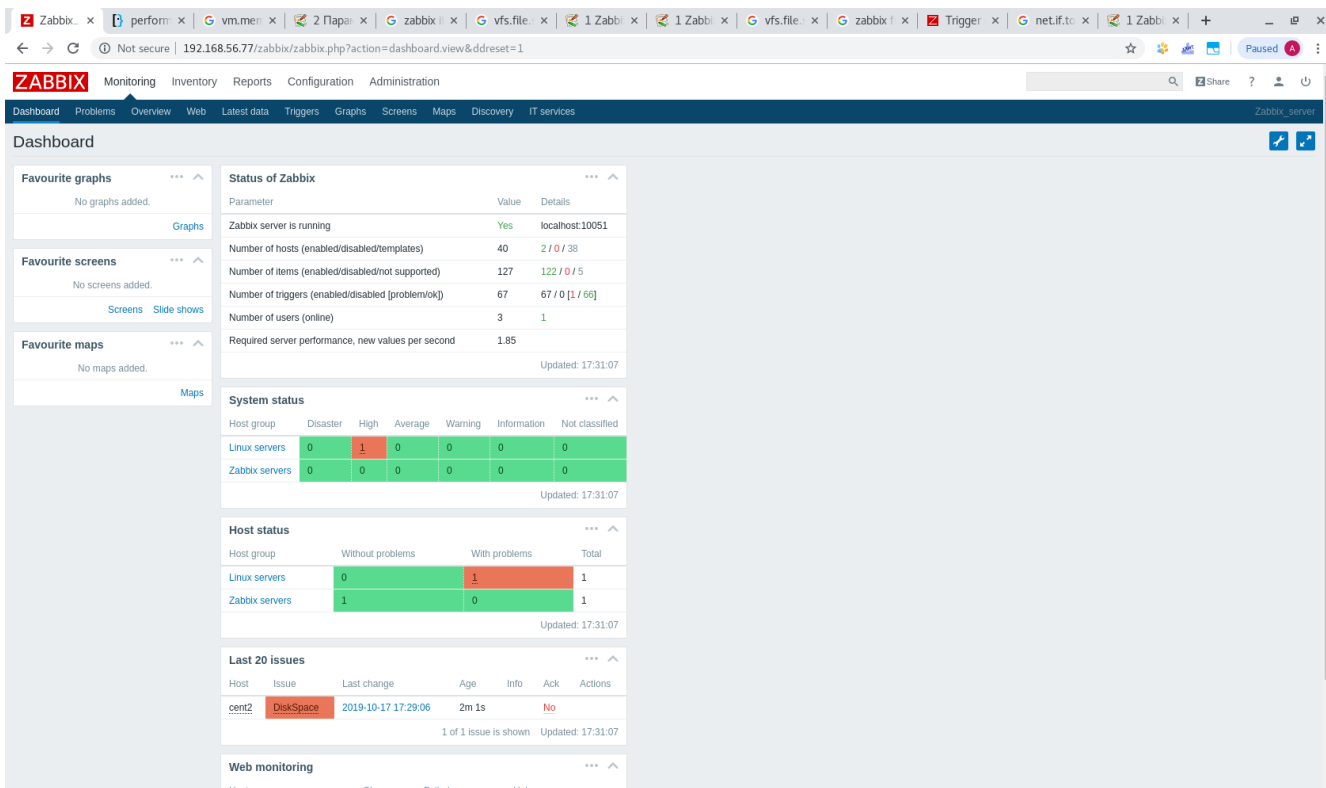 Zabbix_
perform
vm.mem
2 Пара
zabbix
vfs.file.
1 Zabb
1 Zabbi
vfs.file.
zabbix f
Trigger
net.if.to
1 Zabbi
Not secure | 192.168.56.77/zabbix/zabbix.php?action=dashboard.view&ddreset=1
Paused A
ZABBIX Monitoring Inventory Reports Configuration Administration Z Share ?
Dashboard Problems Overview Web Latest data Triggers Graphs Screens Maps Discovery IT services Zabbix_server
Dashboard
Favourite graphs
No graphs added.
Graphs
Favourite screens
No screens added.
Screens Slide shows
Favourite maps
No maps added.
Maps
Status of Zabbix
Parameter Value Details
Zabbix server is running Yes localhost:10051
Number of hosts (enabled/disabled/templates) 40 2 / 0 / 38
Number of items (enabled/disabled/not supported) 127 122 / 0 / 5
Number of triggers (enabled/disabled [problem/ok]) 67 67 / 0 [1 / 66]
Number of users (online) 3 1
Required server performance, new values per second 1.85
Updated: 17:31:07
System status
Host group Disaster High Average Warning Information Not classified
Linux servers 0 1 0 0 0 0
Zabbix servers 0 0 0 0 0 0
Updated: 17:31:07
Host status
Host group Without problems With problems Total
Linux servers 0 1 1
Zabbix servers 1 0 1
Updated: 17:31:07
Last 20 issues
Host Issue Last change Age Info Ack Actions
cent2 DiskSpace 2019-10-17 17:29:06 2m 1s No
1 of 1 issue is shown Updated: 17:31:07
Web monitoring